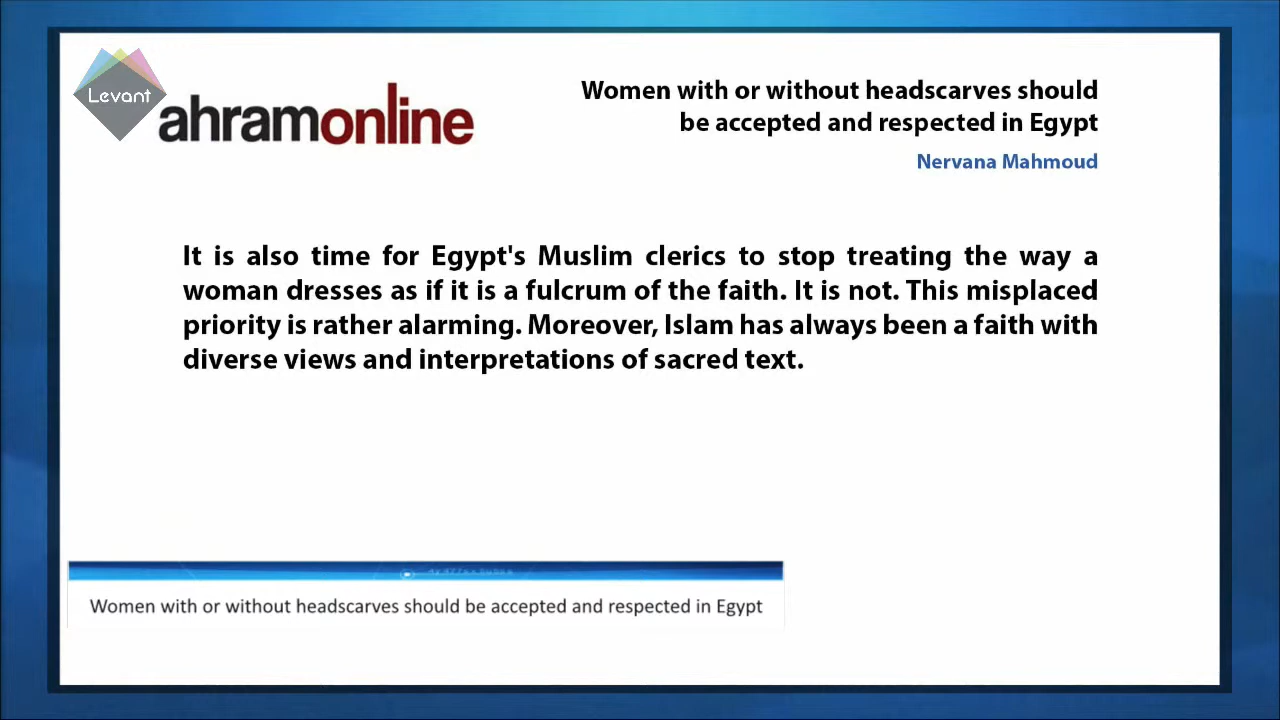 Levant
ahramonline
Women with or without headscarves should
be accepted and respected in Egypt
Nervana Mahmoud
It is also time for Egypt's Muslim clerics to stop treating the way a
woman dresses as if it is a fulcrum of the faith. It is not. This misplaced
priority is rather alarming. Moreover, Islam has always been a faith with
diverse views and interpretations of sacred text.
Women with or without headscarves should be accepted and respected in Egypt